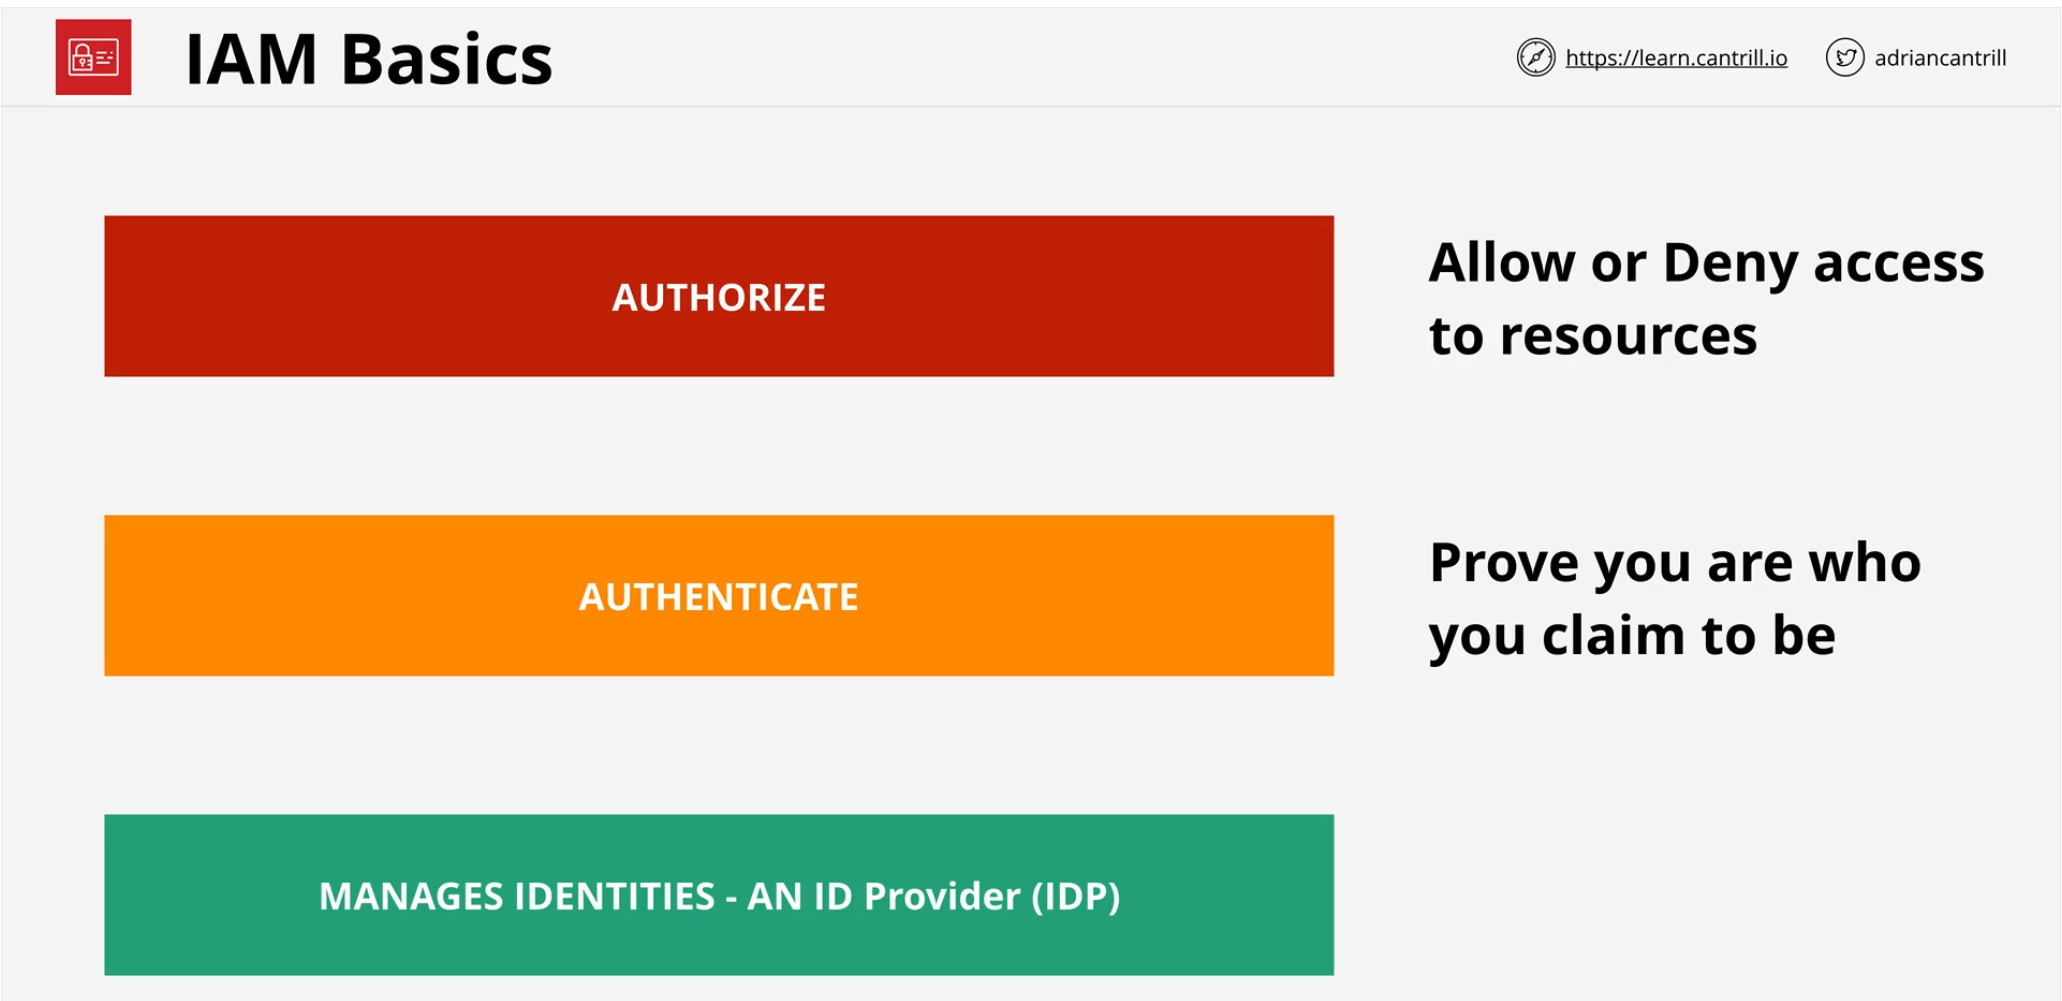 IAM Basics
https://learn.cantrill.io
adriancantrill
AUTHORIZE
Allow or Deny access
to resources
AUTHENTICATE
Prove you are who
you claim to be
MANAGES IDENTITIES - AN ID Provider (IDP)